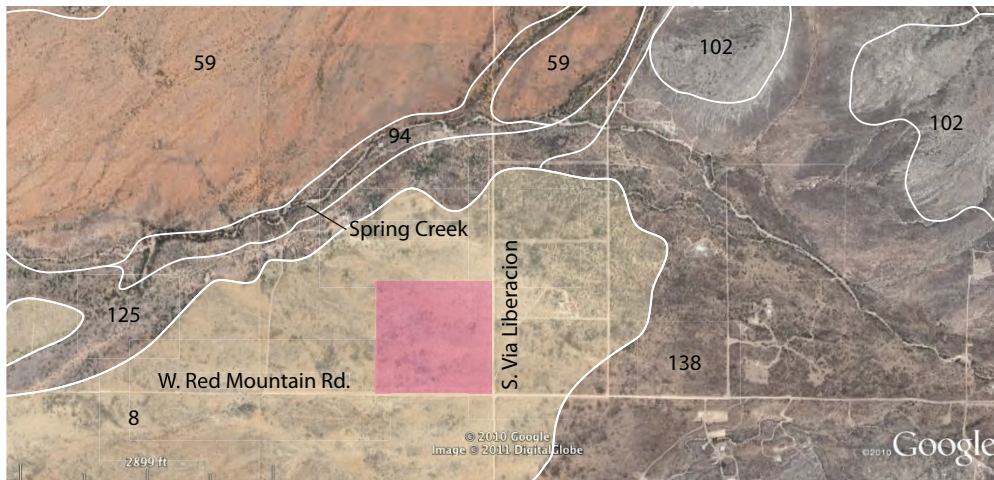 59
59
102
102
94
Spring Creek
S. Via Liberacion
125
138
W. Red Mountain Rd.
8
© 2010 Google
Image © 2011 DigitalGlobe
2899 ft
©2010 Google